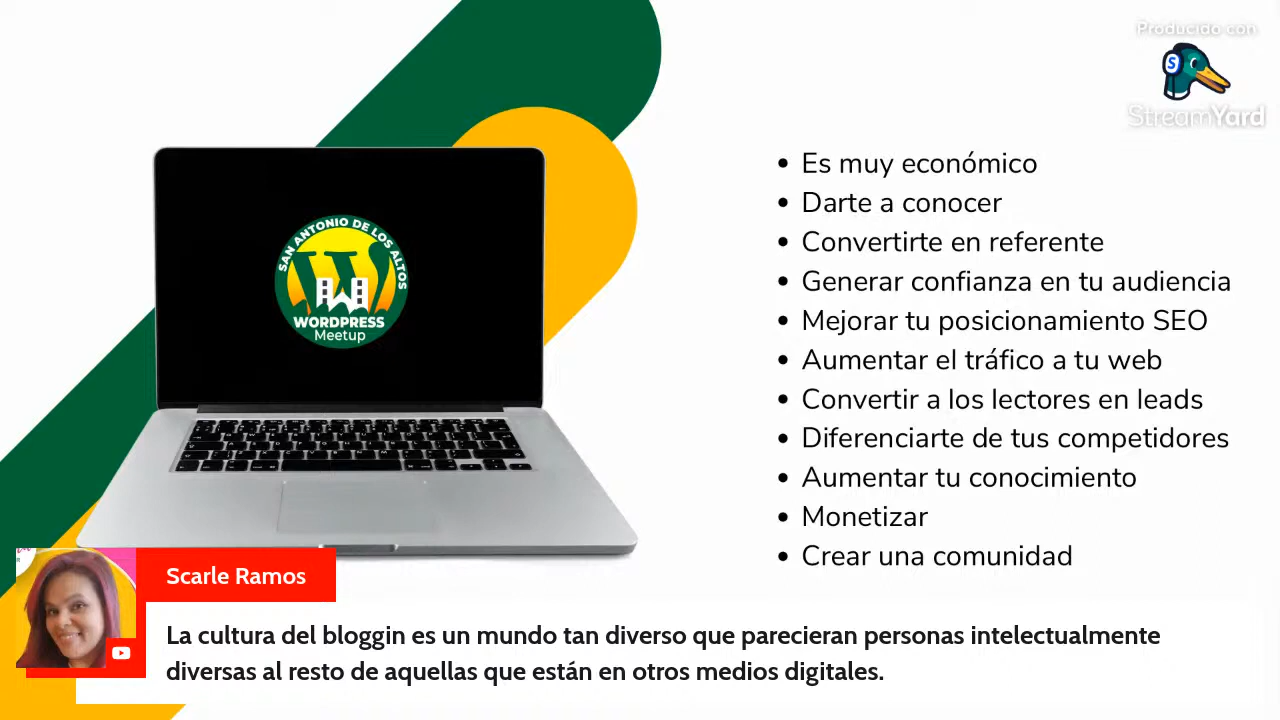 Producido con
StreamYard
SAN ANTONIO DE LOS ALTOS
WORDPRESS
Meetup
• Es muy económico
• Darte a conocer
• Convertirte en referente
• Generar confianza en tu audiencia
• Mejorar tu posicionamiento SEO
• Aumentar el tráfico a tu web
• Convertir a los lectores en leads
• Diferenciarte de tus competidores
• Aumentar tu conocimiento
• Monetizar
• Crear una comunidad
Scarle Ramos
La cultura del bloggin es un mundo tan diverso que parecieran personas intelectualmente
diversas al resto de aquellas que están en otros medios digitales.